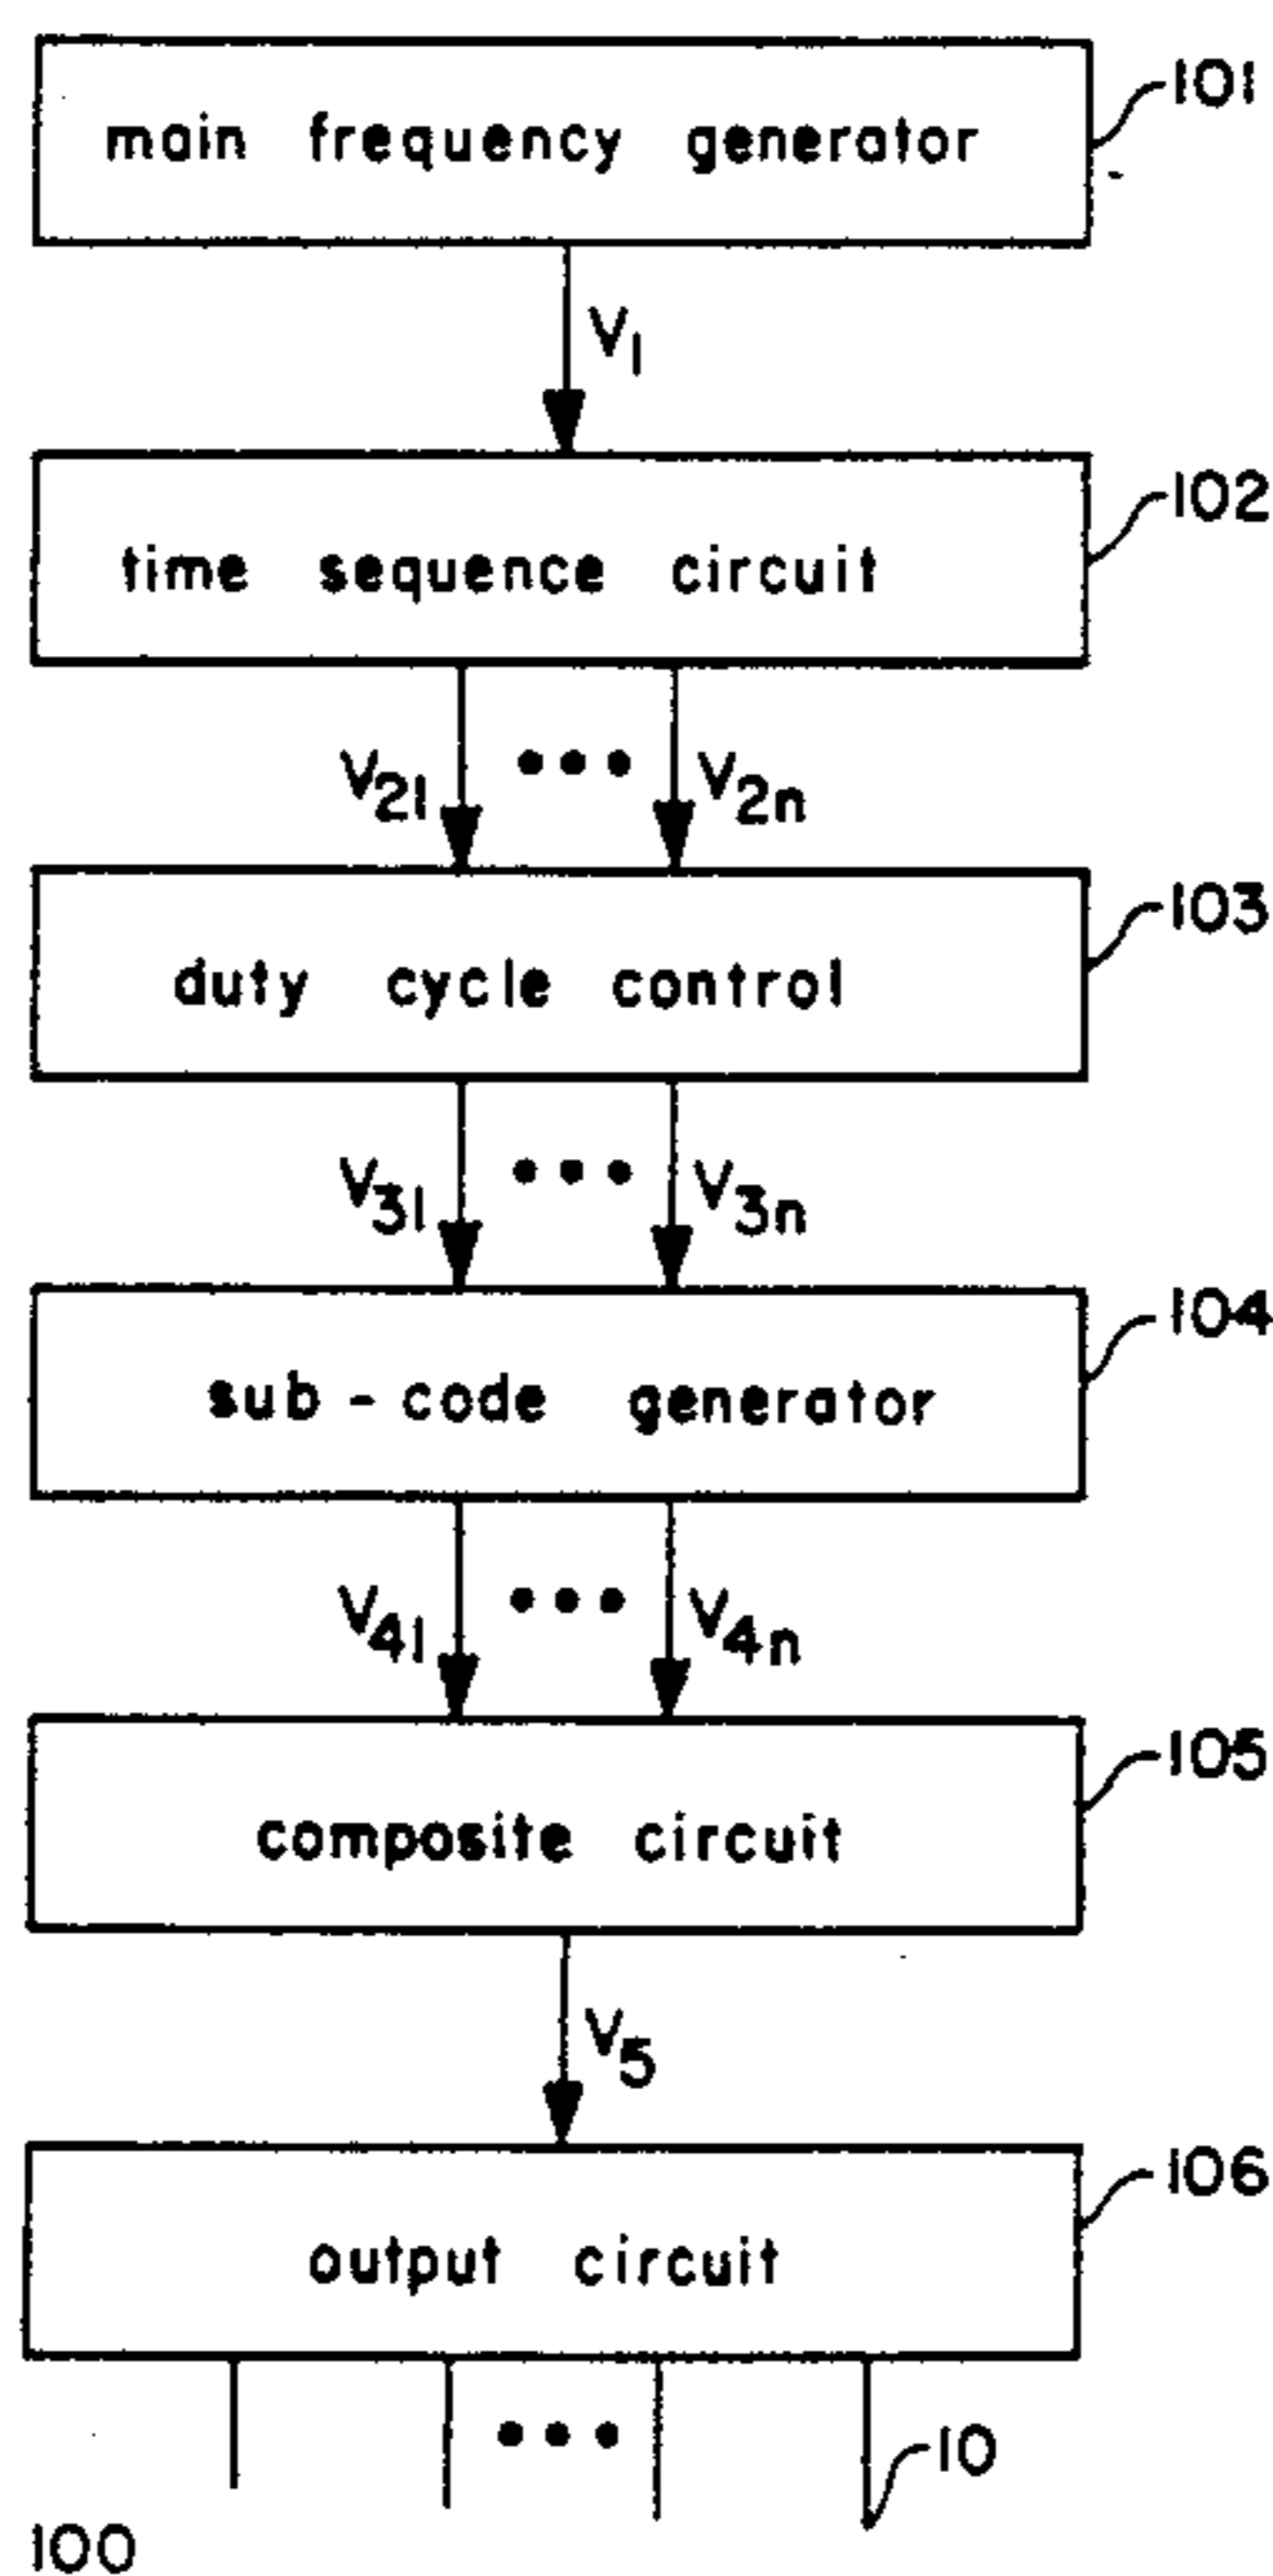 main frequency generator
101
V1
time sequence circuit
102
V21 ••• V2n
duty cycle control
103
V31 ••• V3n
sub-code generator
104
V41 ••• V4n
composite circuit
105
V5
output circuit
106
•••
10
100